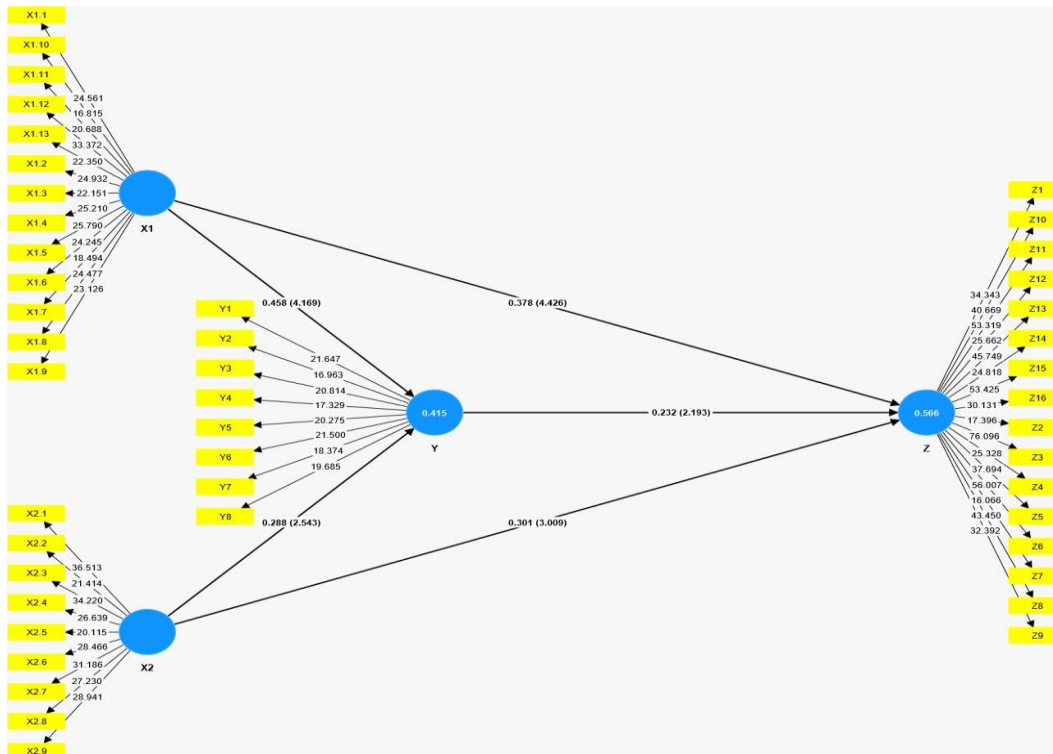 X1.1
X1.10
X1.11
X1.12
X1.13
X1.2
X1.3
X1.4
X1.5
X1.6
X1.7
X1.8
X1.9
24.561
16.815
20.688
33.372
22.350
24.932
22.151
25.210
25.790
24.245
18.494
24.477
23.126
X1
0.458 (4.169)
0.378 (4.426)
Y1
Y2
Y3
Y4
Y5
Y6
Y7
Y8
21.647
16.963
20.814
17.329
20.275
21.500
18.374
19.685
0.415
Y
0.232 (2.193)
0.288 (2.543)
0.301 (3.009)
X2.1
X2.2
X2.3
X2.4
X2.5
X2.6
X2.7
X2.8
X2.9
36.513
21.414
34.220
26.639
20.115
28.466
31.186
27.230
28.941
X2
0.566
Z
34.343
40.669
53.319
25.662
45.749
24.818
53.425
30.131
17.396
76.096
25.328
37.694
56.007
16.066
43.450
32.392
Z1
Z10
Z11
Z12
Z13
Z14
Z15
Z16
Z2
Z3
Z4
Z5
Z6
Z7
Z8
Z9